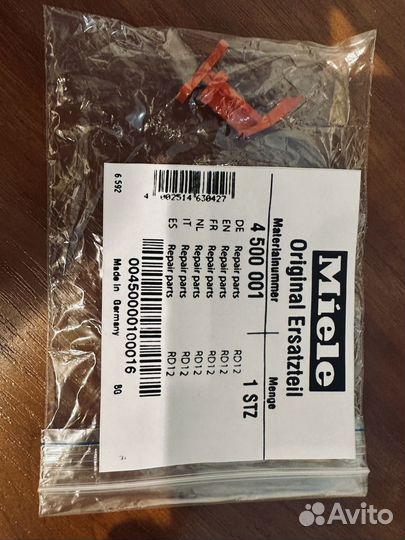 Miele
Original Ersatzteil
Materialnummer Menge
4 500 001 1 STZ
DE Repair parts RD12
EN Repair parts RD12
FR Repair parts RD12
NL Repair parts RD12
IT Repair parts RD12
ES Repair parts RD12
4 002514 630427
00450000100016
Made in Germany BG
6 592
Avito